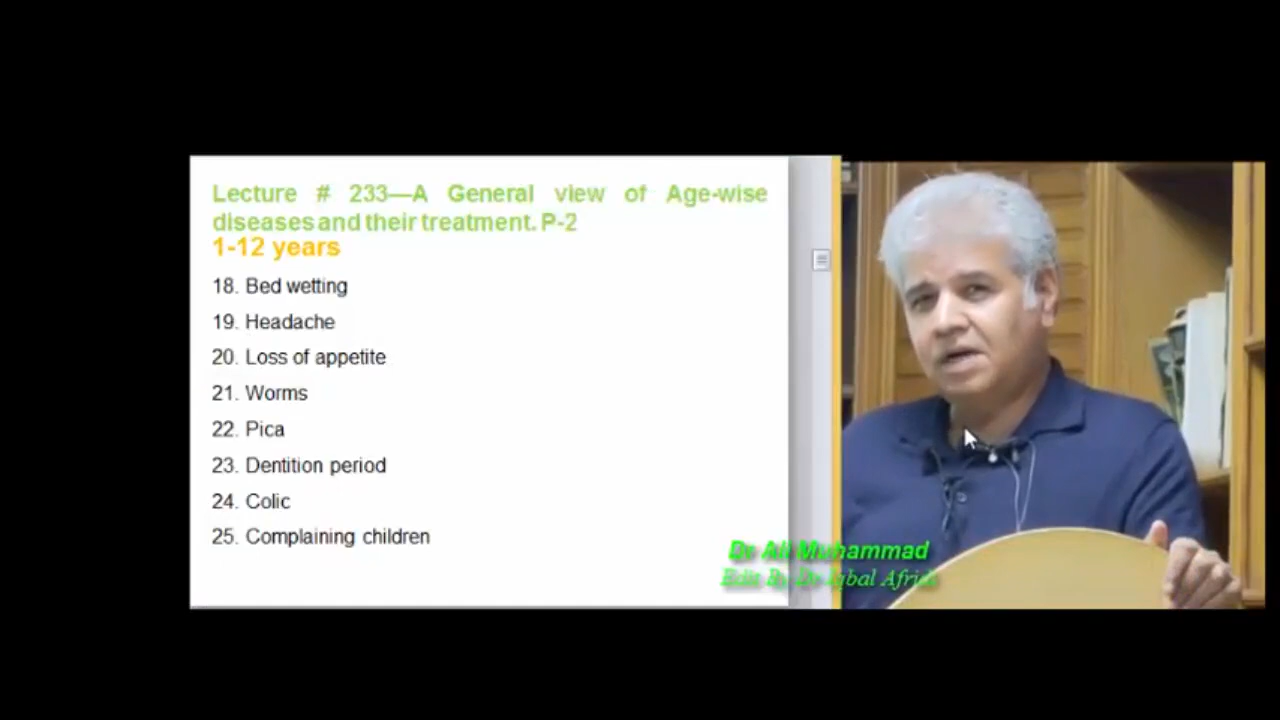 Lecture # 233—A General view of Age-wise
diseases and their treatment. P-2
1-12 years
18. Bed wetting
19. Headache
20. Loss of appetite
21. Worms
22. Pica
23. Dentition period
24. Colic
25. Complaining children
Dr Ali Muhammad
Edit By Dr Iqbal Afridi